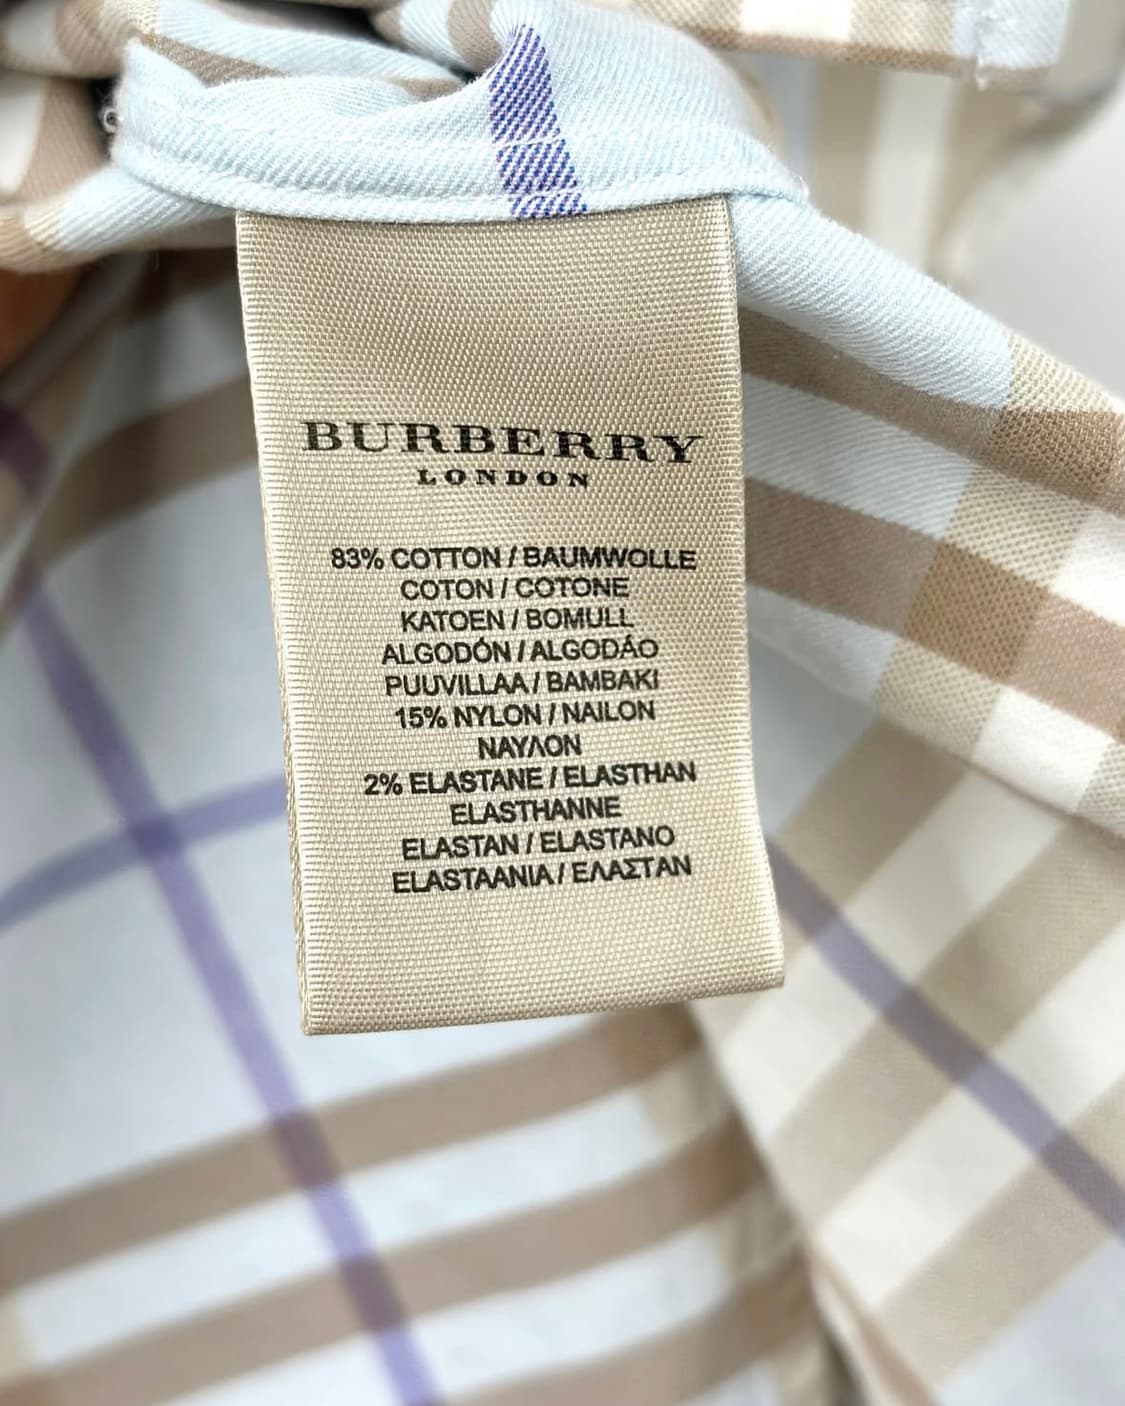 BURBERRY
LONDON
83% COTTON / BAUMWOLLE
COTON / COTONE
KATOEN / BOMULL
ALGODÓN / ALGODÁO
PUUVILLAA / BAMBAKI
15% NYLON / NAILON
ΝΑΥΛΟΝ
2% ELASTANE / ELASTHAN
ELASTHANNE
ELASTAN / ELASTANO
ELASTAANIA / ΕΛΑΣΤΑΝ